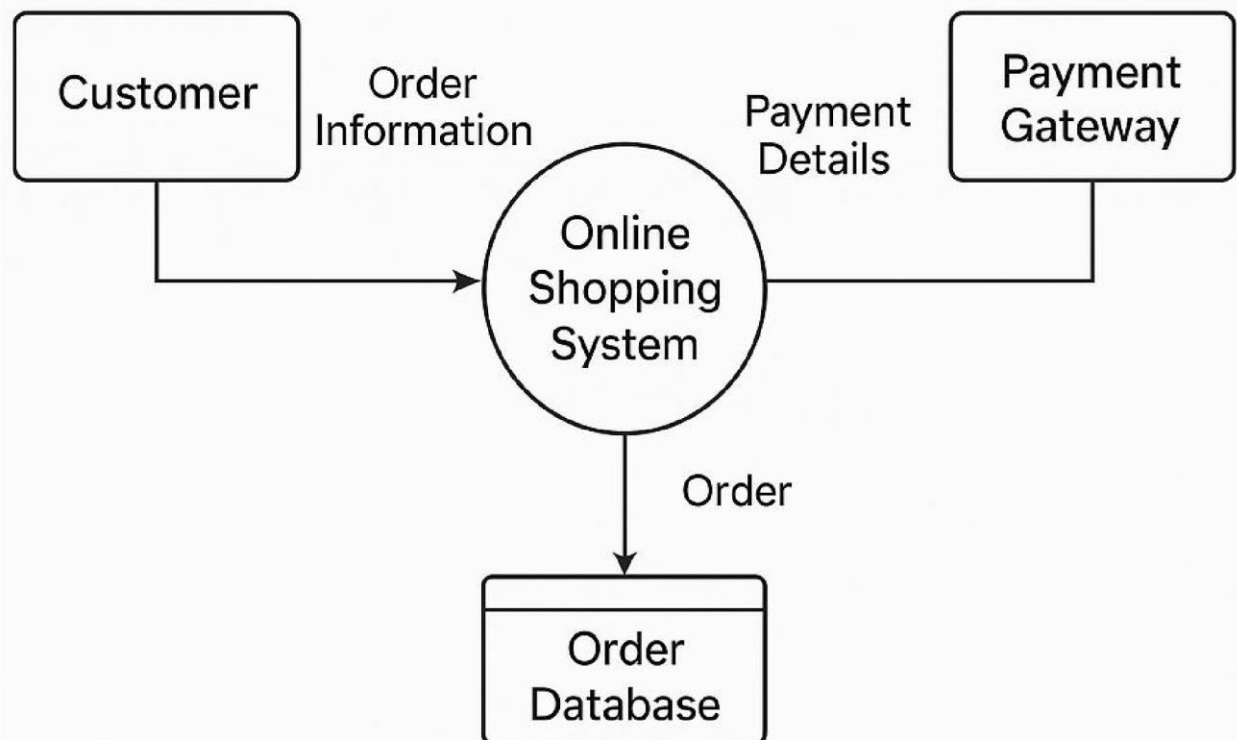 Customer
Order
Information
Payment
Details
Payment
Gateway
Online
Shopping
System
Order
Order
Database